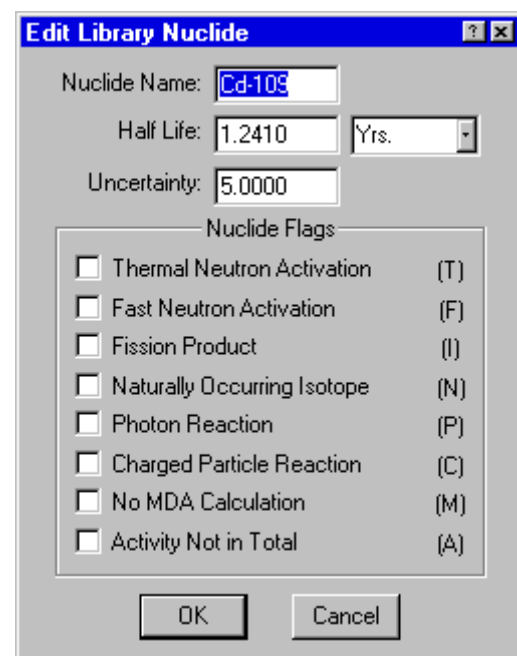 Edit Library Nuclide
Nuclide Name: Cd-109
Half Life: 1.2410 Yrs.
Uncertainty: 5.0000
Nuclide Flags
Thermal Neutron Activation (T)
Fast Neutron Activation (F)
Fission Product (I)
Naturally Occurring Isotope (N)
Photon Reaction (P)
Charged Particle Reaction (C)
No MDA Calculation (M)
Activity Not in Total (A)
OK Cancel